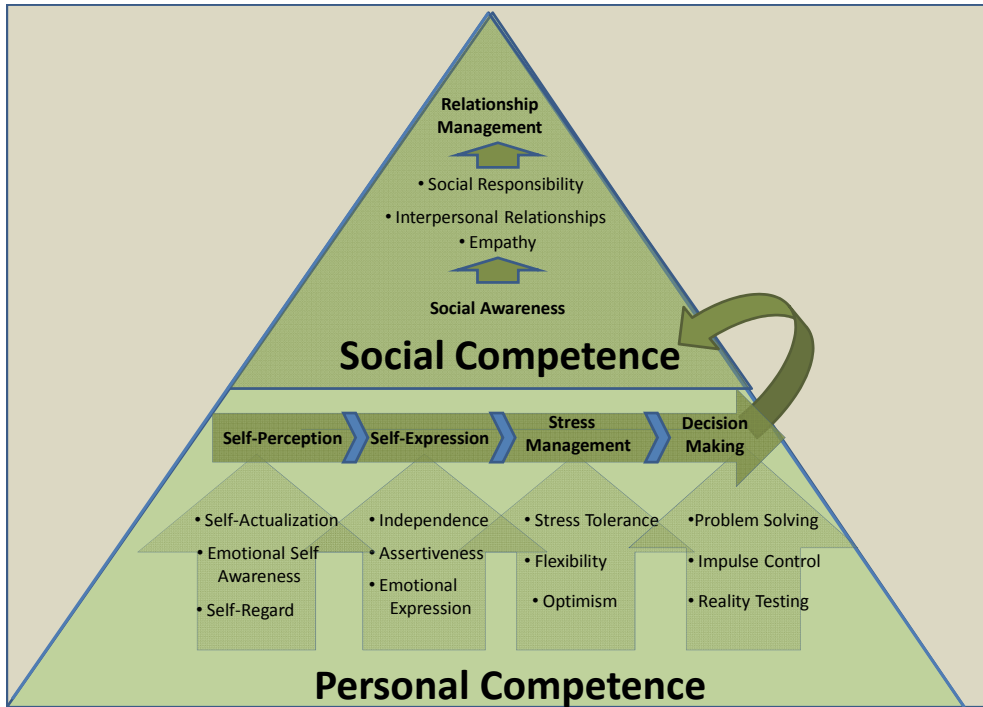 Relationship
Management
• Social Responsibility
• Interpersonal Relationships
• Empathy
Social Awareness
Social Competence
Self-Perception
Self-Expression
Stress
Management
Decision
Making
• Self-Actualization
• Emotional Self
Awareness
• Self-Regard
• Independence
• Assertiveness
• Emotional
Expression
• Stress Tolerance
• Flexibility
• Optimism
• Problem Solving
• Impulse Control
• Reality Testing
Personal Competence